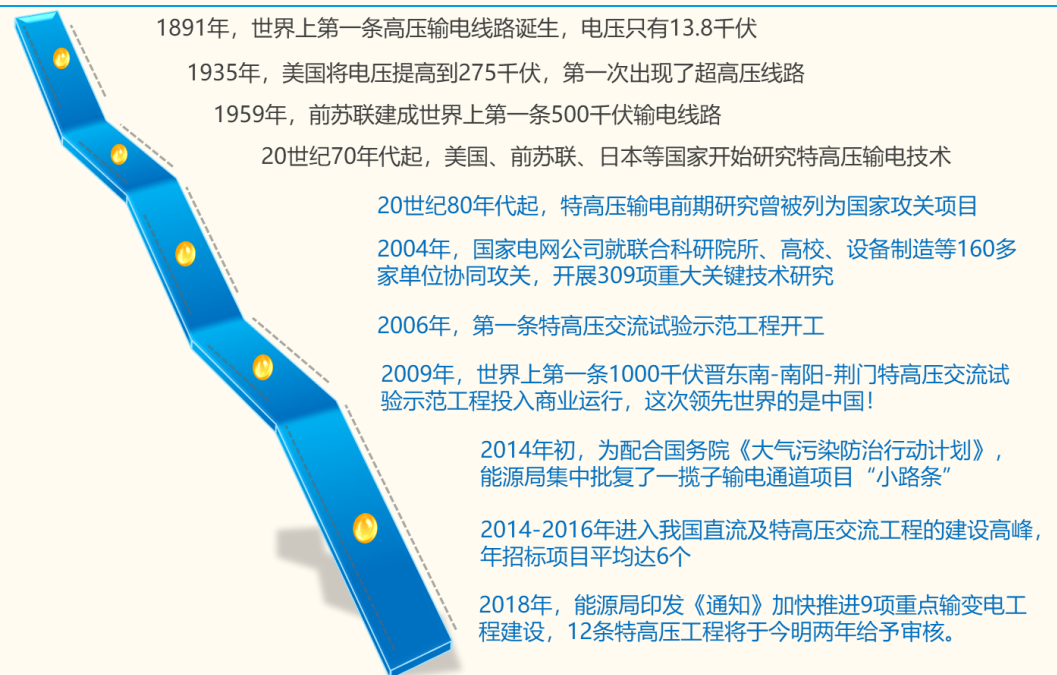 1891年，世界上第一条高压输电线路诞生，电压只有13.8千伏
1935年，美国将电压提高到275千伏，第一次出现了超高压线路
1959年，前苏联建成世界上第一条500千伏输电线路
20世纪70年代起，美国、前苏联、日本等国家开始研究特高压输电技术
20世纪80年代起，特高压输电前期研究曾被列为国家攻关项目
2004年，国家电网公司就联合科研院所、高校、设备制造等160多
家单位协同攻关，开展309项重大关键技术研究
2006年，第一条特高压交流试验示范工程开工
2009年，世界上第一条1000千伏晋东南-南阳-荆门特高压交流试
验示范工程投入商业运行，这次领先世界的是中国！
2014年初，为配合国务院《大气污染防治行动计划》，
能源局集中批复了一揽子输电通道项目“小路条”
2014-2016年进入我国直流及特高压交流工程的建设高峰，
年招标项目平均达6个
2018年，能源局印发《通知》加快推进9项重点输变电工
程建设，12条特高压工程将于今明两年给予审核。